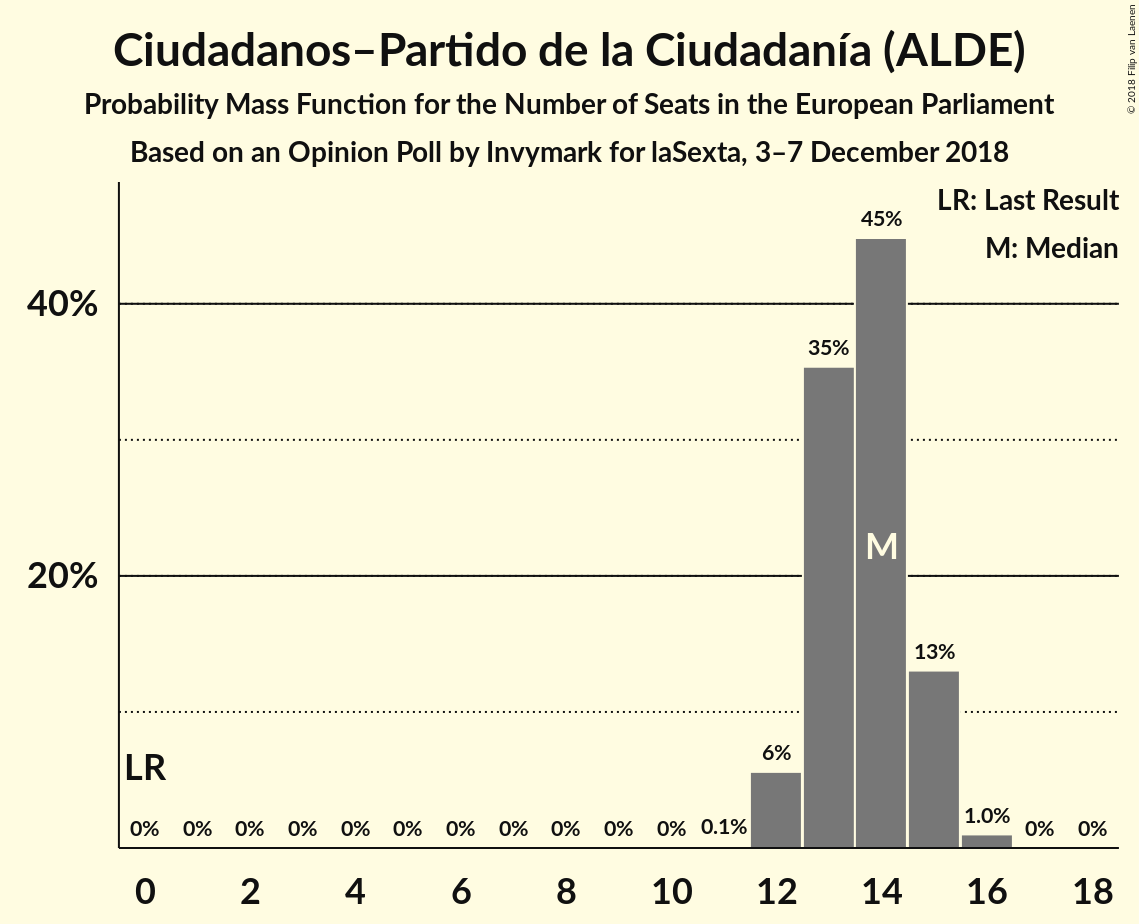 Ciudadanos–Partido de la Ciudadanía (ALDE)
Probability Mass Function for the Number of Seats in the European Parliament
Based on an Opinion Poll by Invymark for laSexta, 3–7 December 2018
© 2018 Filip van Laenen
LR: Last Result
M: Median
45%
40%
35%
M
20%
13%
6%
LR
1.0%
0% 0% 0% 0% 0% 0% 0% 0% 0% 0% 0% 0.1% 0% 0%
0 2 4 6 8 10 12 14 16 18